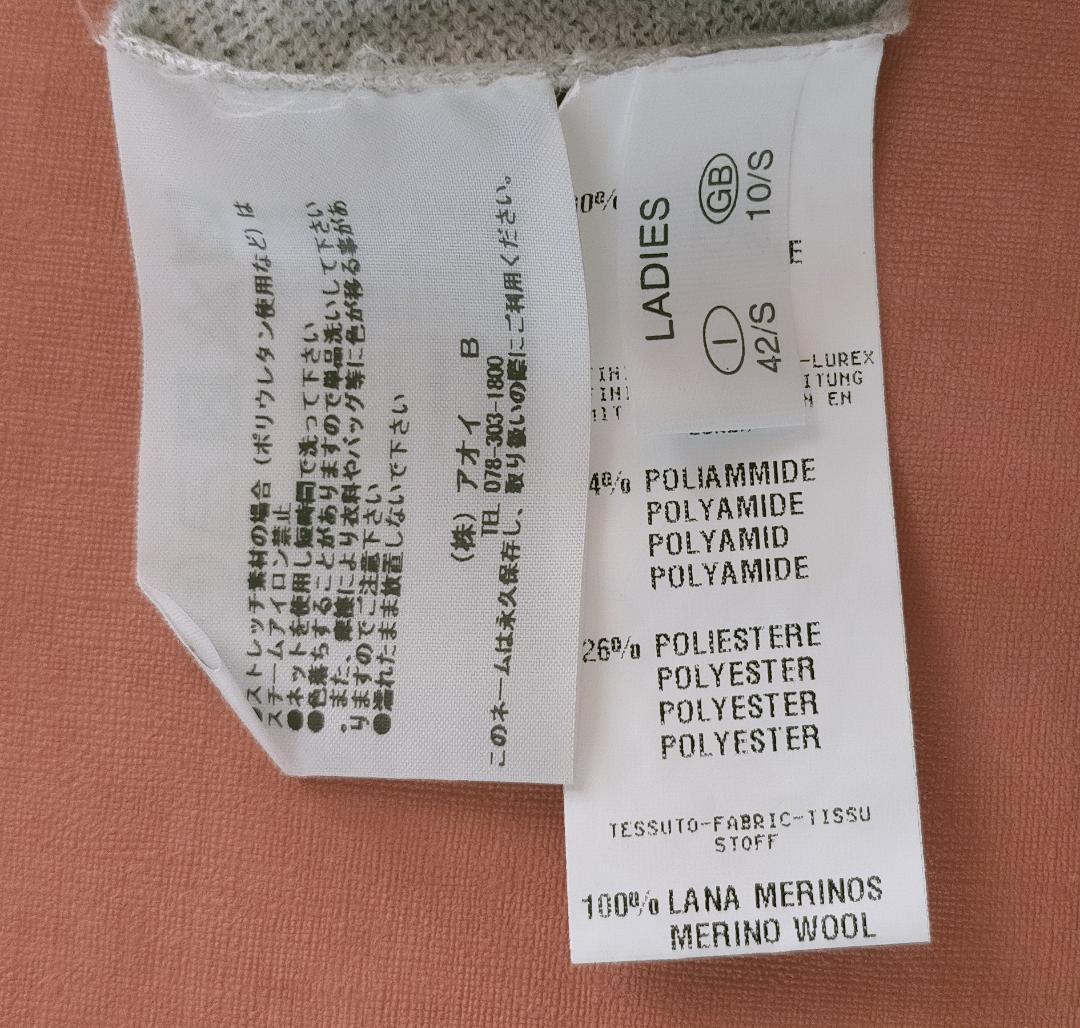 ストレッチ素材の場合（ポリウレタン使用など）は
スチームアイロン禁止
●ネットを使用し短時間で洗って下さい
●色落ちすることがありますので単品洗いして下さい
また、摩擦により衣料やバッグ等に色が移る事があ
りますのでご注意下さい
●濡れたまま放置しないで下さい
（株）アオイ B
TEL 078-303-1800
このネームは永久保存し、取り扱いの際にご利用ください。
LADIES
I GB
42/S 10/S
E
-LUREX
ITUNG
EN
4% POLIAMMIDE
POLYAMIDE
POLYAMID
POLYAMIDE
26% POLIESTERE
POLYESTER
POLYESTER
POLYESTER
TESSUTO-FABRIC-TISSU
STOFF
100% LANA MERINOS
MERINO WOOL